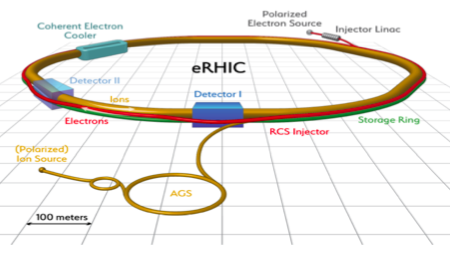 Polarized
Electron Source
Injector Linac
Coherent Electron
Cooler
eRHIC
Detector II
Detector I
Ions
Electrons
Storage Ring
RCS Injector
(Polarized)
Ion Source
AGS
100 meters